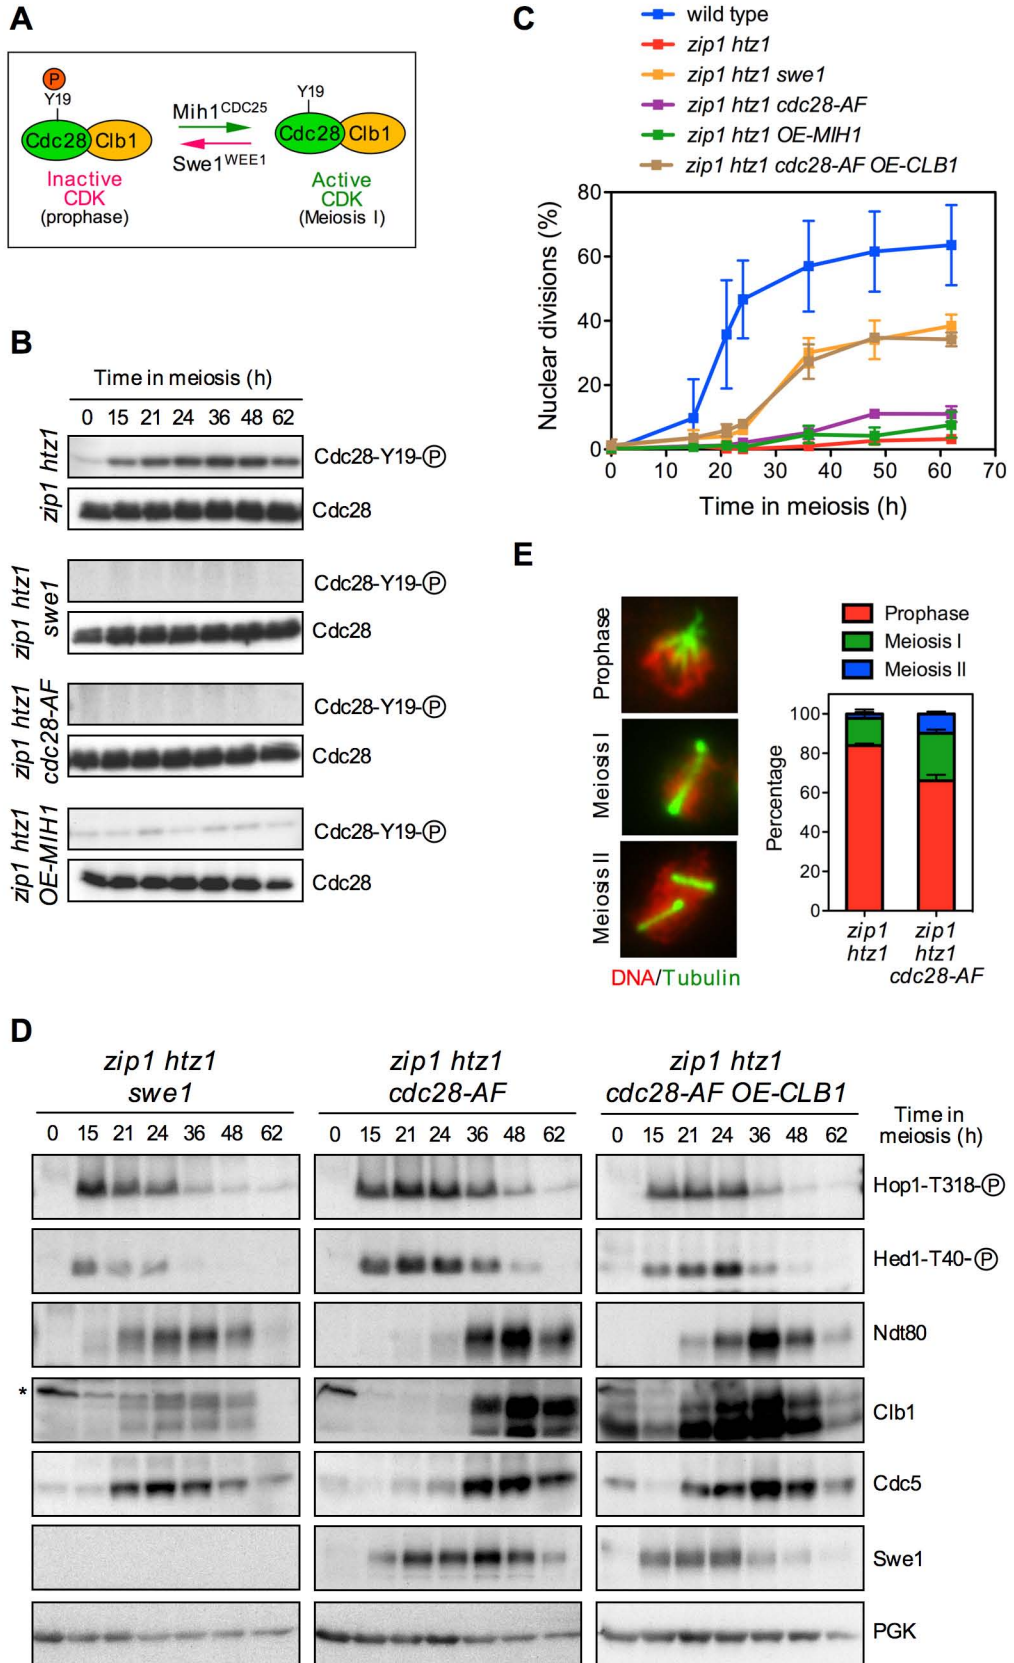 A
P
Y19
Cdc28 Clb1
Mih1CDC25
Swe1WEE1
Y19
Cdc28 Clb1
Inactive
CDK
(prophase)
Active
CDK
(Meiosis I)
B
Time in meiosis (h)
0 15 21 24 36 48 62
zip1 htz1
Cdc28-Y19-Ⓟ
Cdc28
zip1 htz1
swe1
Cdc28-Y19-Ⓟ
Cdc28
zip1 htz1
cdc28-AF
Cdc28-Y19-Ⓟ
Cdc28
zip1 htz1
OE-MIH1
Cdc28-Y19-Ⓟ
Cdc28
C
wild type
zip1 htz1
zip1 htz1 swe1
zip1 htz1 cdc28-AF
zip1 htz1 OE-MIH1
zip1 htz1 cdc28-AF OE-CLB1
Nuclear divisions (%)
80
60
40
20
0
0 10 20 30 40 50 60 70
Time in meiosis (h)
E
Prophase
Meiosis I
Meiosis II
DNA/Tubulin
Prophase
Meiosis I
Meiosis II
Percentage
100
80
60
40
20
0
zip1
htz1
zip1
htz1
cdc28-AF
D
zip1 htz1
swe1
zip1 htz1
cdc28-AF
zip1 htz1
cdc28-AF OE-CLB1
0 15 21 24 36 48 62
0 15 21 24 36 48 62
0 15 21 24 36 48 62
Time in
meiosis (h)
Hop1-T318-Ⓟ
Hed1-T40-Ⓟ
Ndt80
*
Clb1
Cdc5
Swe1
PGK